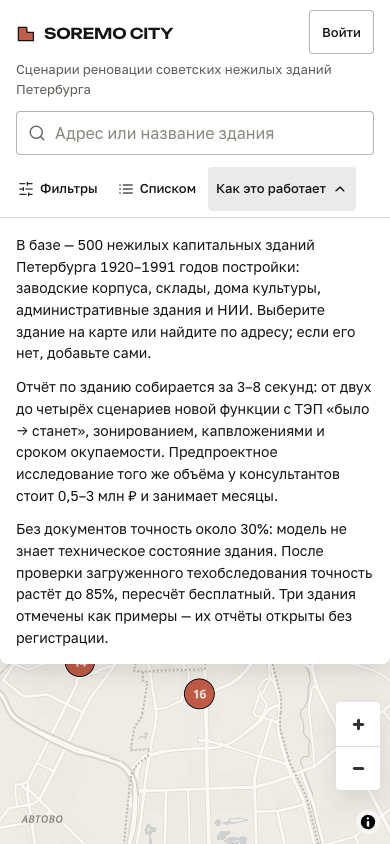 SOREMO CITY
Войти
Сценарии реновации советских нежилых зданий
Петербурга
Адрес или название здания
Фильтры Списком Как это работает
В базе — 500 нежилых капитальных зданий
Петербурга 1920–1991 годов постройки:
заводские корпуса, склады, дома культуры,
административные здания и НИИ. Выберите
здание на карте или найдите по адресу; если его
нет, добавьте сами.
Отчёт по зданию собирается за 3–8 секунд: от двух
до четырёх сценариев новой функции с ТЭП «было
→ станет», зонированием, капвложениями и
сроком окупаемости. Предпроектное
исследование того же объёма у консультантов
стоит 0,5–3 млн ₽ и занимает месяцы.
Без документов точность около 30%: модель не
знает техническое состояние здания. После
проверки загруженного техобследования точность
растёт до 85%, пересчёт бесплатный. Три здания
отмечены как примеры — их отчёты открыты без
регистрации.
16
+
−
АВТОВО